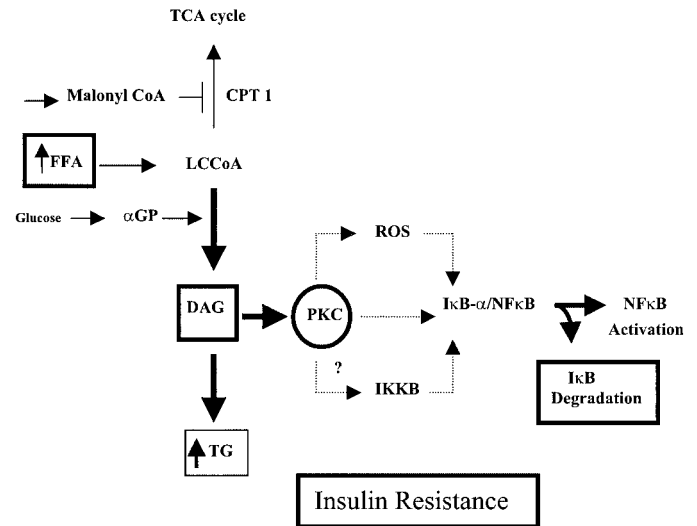 TCA cycle
Malonyl CoA
CPT 1
FFA
LCCoA
Glucose
αGP
ROS
DAG
PKC
IκB-α/NFκB
NFκB
Activation
?
IKKB
IκB
Degradation
TG
Insulin Resistance